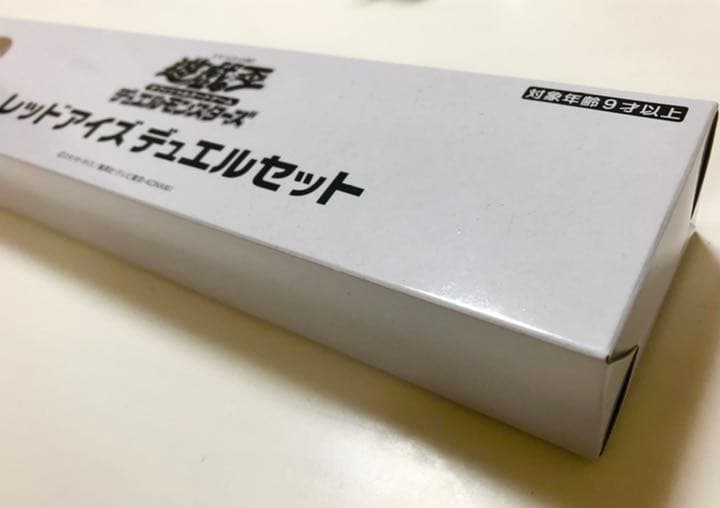 遊戯王
デュエルモンスターズ
対象年齢9才以上
レッドアイズ デュエルセット